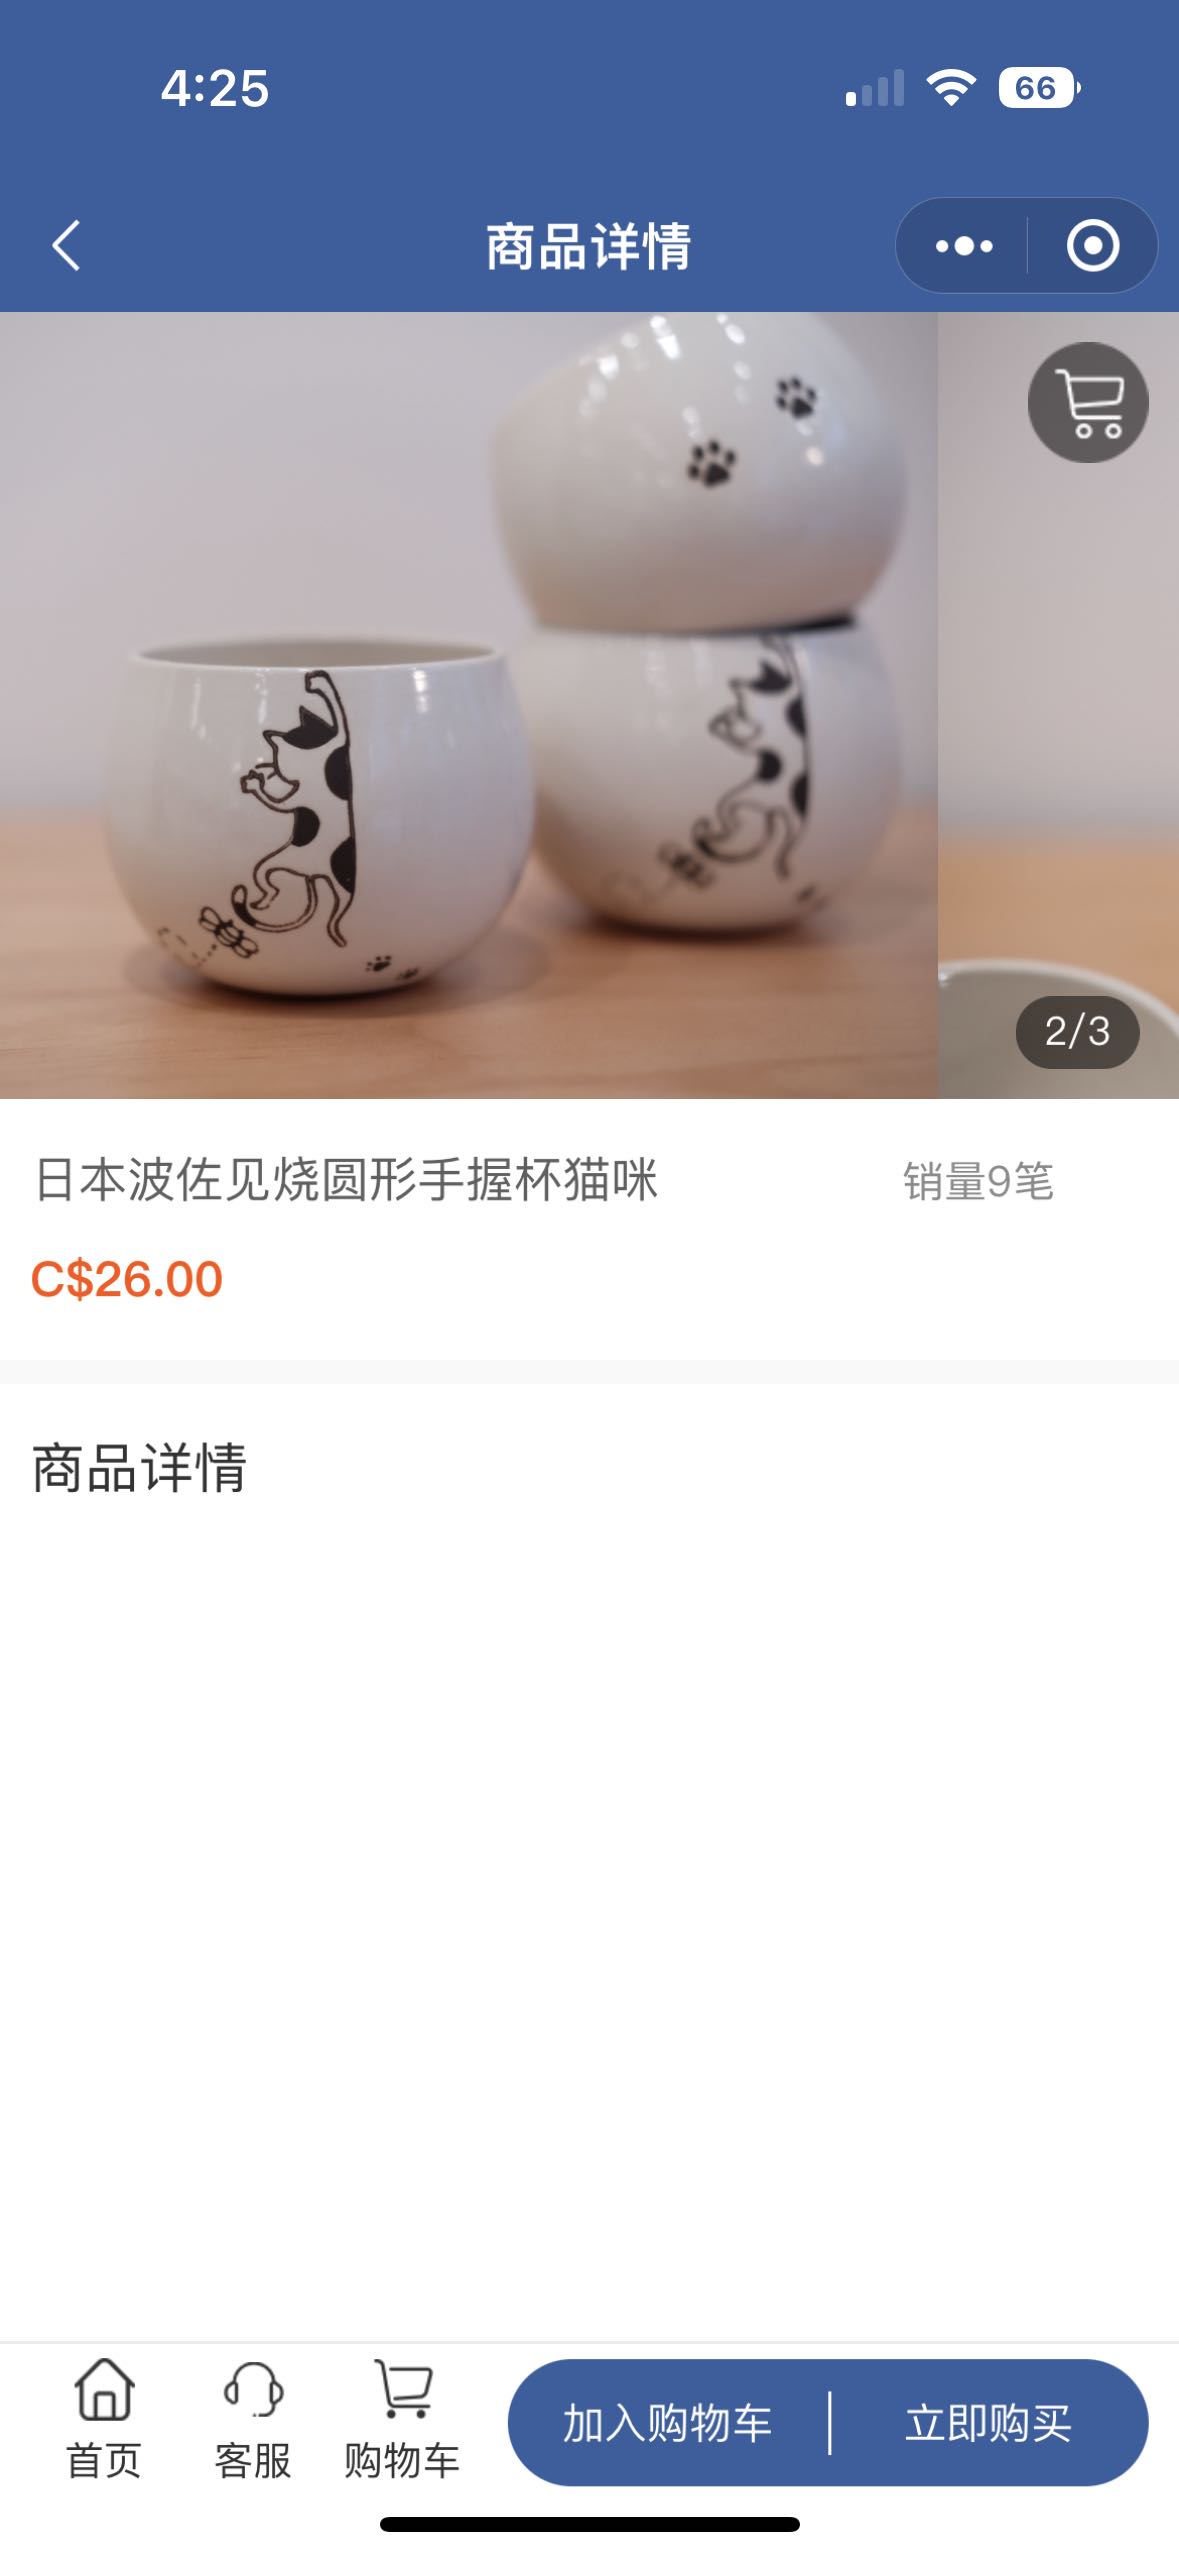 4:25
66
商品详情
2/3
日本波佐见烧圆形手握杯猫咪
销量9笔
C$26.00
商品详情
首页
客服
购物车
加入购物车
立即购买